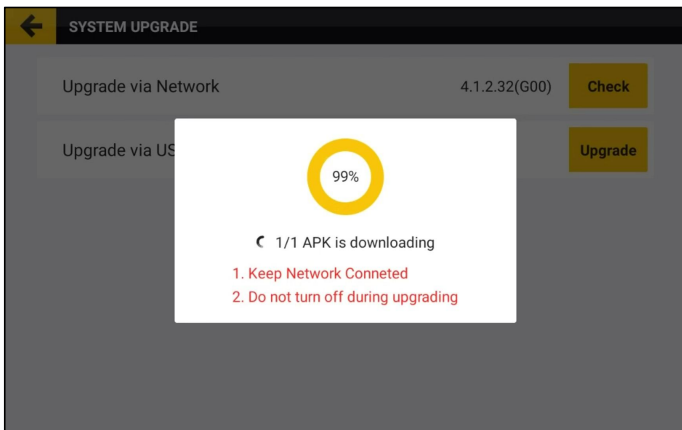 SYSTEM UPGRADE
Upgrade via Network 4.1.2.32(G00) Check
Upgrade via US Upgrade
99%
1/1 APK is downloading
1. Keep Network Conneted
2. Do not turn off during upgrading